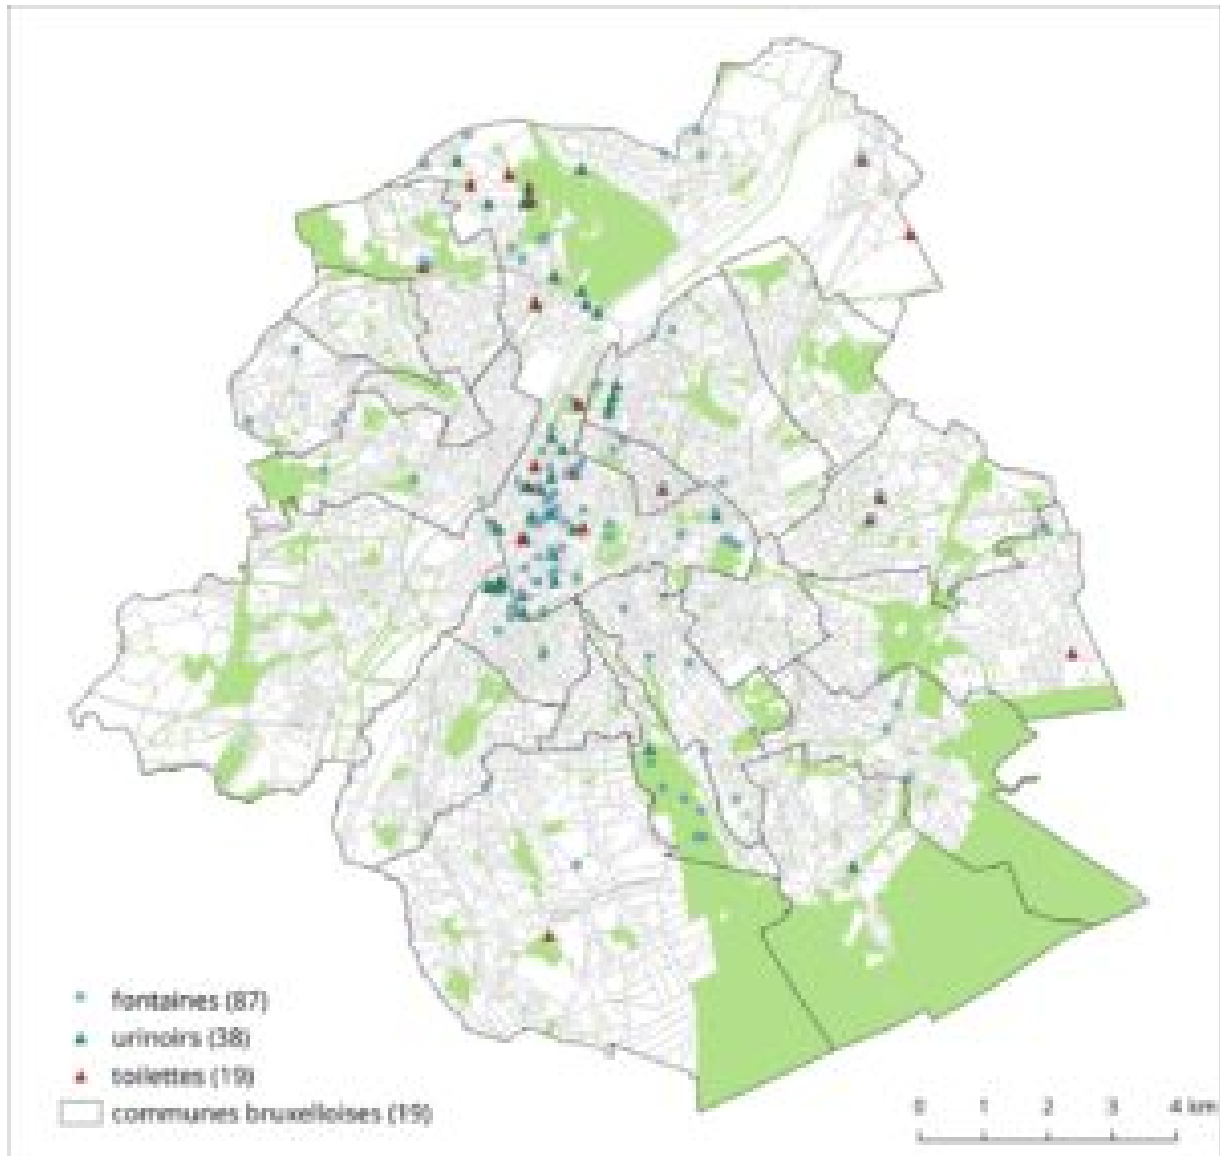 fontaines (87)
urinoirs (38)
toilettes (19)
communes bruxelloises (19)
0 1 2 3 4 km